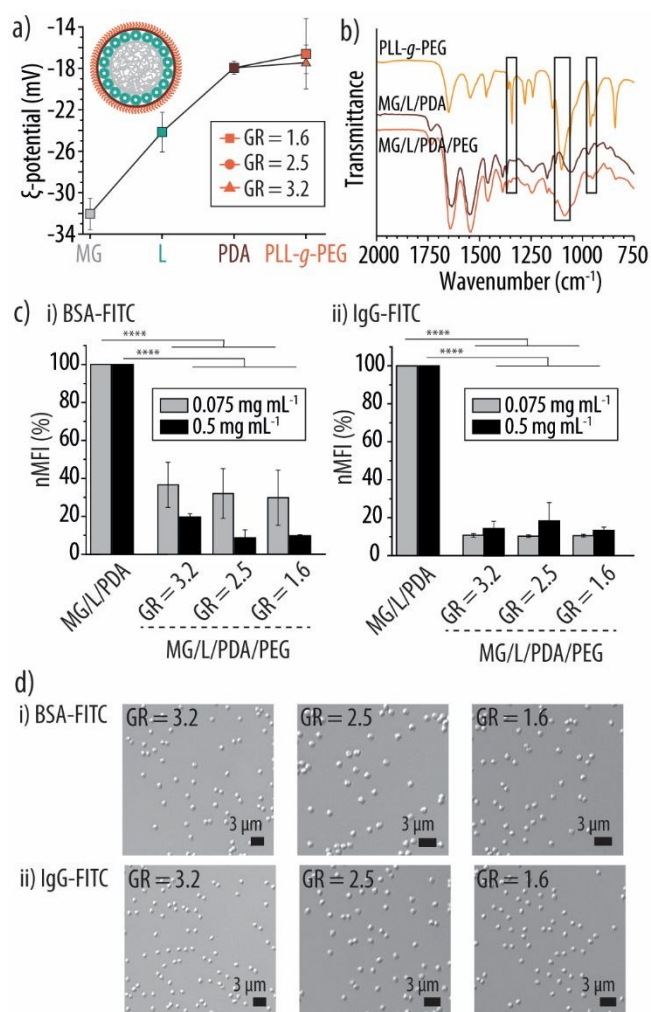 a)
ξ-potential (mV)
-14
-18
-22
-26
-30
-34
GR = 1.6
GR = 2.5
GR = 3.2
MG L PDA PLL-g-PEG
b)
Transmittance
PLL-g-PEG
MG/L/PDA
MG/L/PDA/PEG
2000 1750 1500 1250 1000 750
Wavenumber (cm⁻¹)
c) i) BSA-FITC
****
****
nMFI (%)
100
80
60
40
20
0
0.075 mg mL⁻¹
0.5 mg mL⁻¹
MG/L/PDA GR = 3.2 GR = 2.5 GR = 1.6
MG/L/PDA/PEG
ii) IgG-FITC
****
****
nMFI (%)
100
80
60
40
20
0
0.075 mg mL⁻¹
0.5 mg mL⁻¹
MG/L/PDA GR = 3.2 GR = 2.5 GR = 1.6
MG/L/PDA/PEG
d)
i) BSA-FITC GR = 3.2 GR = 2.5 GR = 1.6
3 μm 3 μm 3 μm
ii) IgG-FITC GR = 3.2 GR = 2.5 GR = 1.6
3 μm 3 μm 3 μm